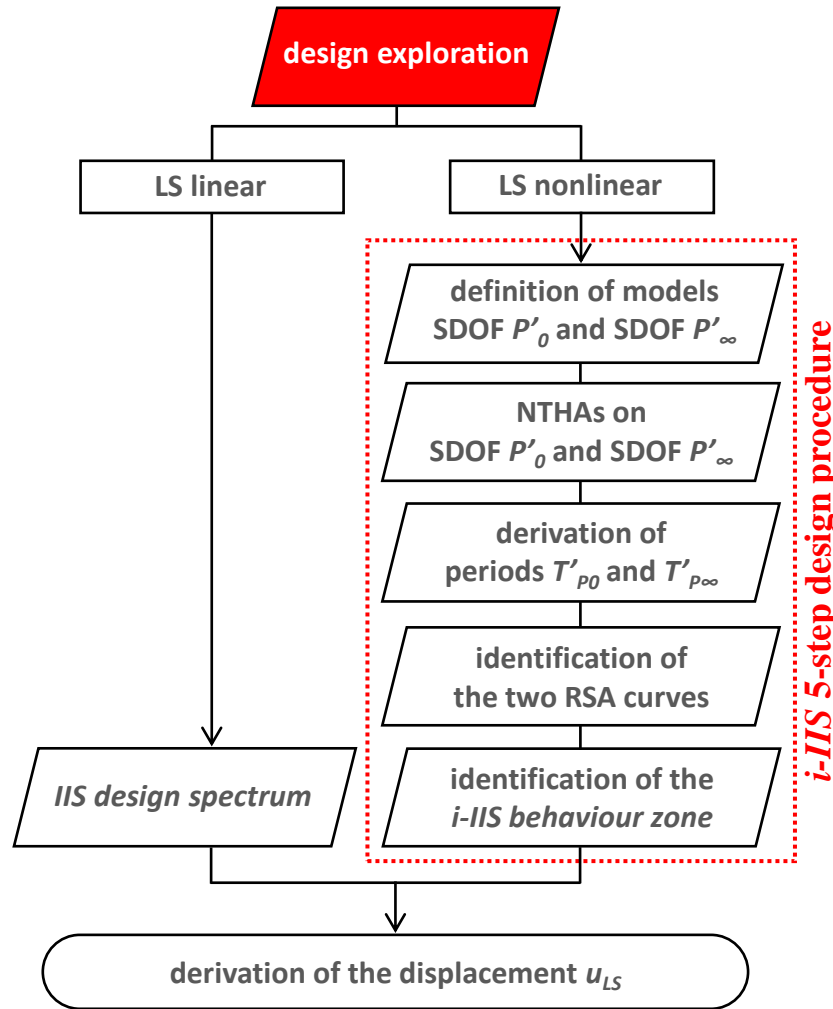 design exploration
LS linear
LS nonlinear
definition of models
SDOF P’₀ and SDOF P’∞
NTHAs on
SDOF P’₀ and SDOF P’∞
derivation of
periods T’P0 and T’P∞
identification of
the two RSA curves
IIS design spectrum
identification of the
i-IIS behaviour zone
i-IIS 5-step design procedure
derivation of the displacement uLS